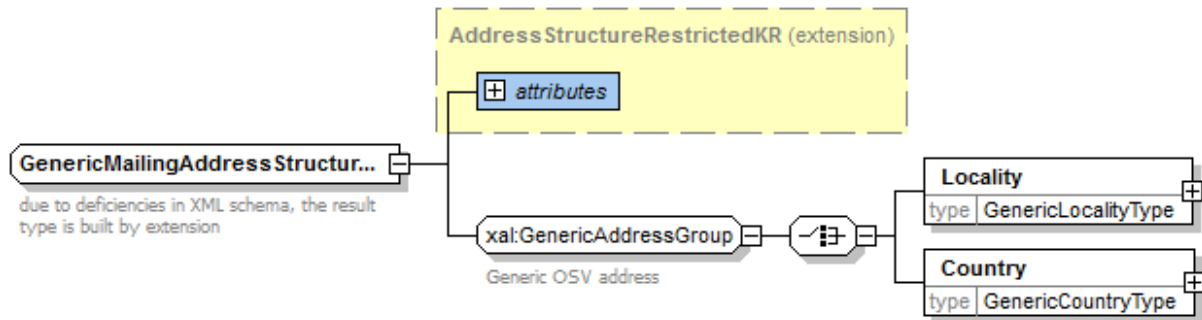 AddressStructureRestrictedKR (extension)
attributes
GenericMailingAddressStructur...
due to deficiencies in XML schema, the result
type is built by extension
xal:GenericAddressGroup
Generic OSV address
Locality
type GenericLocalityType
Country
type GenericCountryType